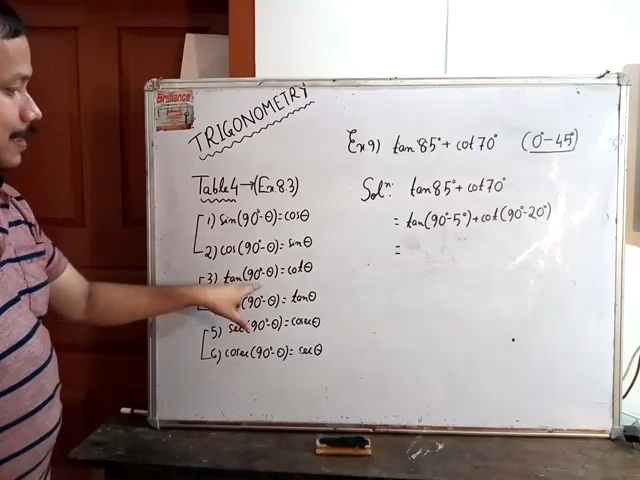 Brilliance
TRIGONOMETRY
Table 4 → (Ex 8.3)
1) sin(90°-θ)=cosθ
2) cos(90°-θ)=sinθ
3) tan(90°-θ)=cotθ
(90°-θ)= tanθ
5) sec(90°-θ)=cosecθ
6) cosec(90°-θ)= secθ
Ex 9) tan 85° + cot 70° (0°-45°)
Solⁿ: tan 85° + cot 70°
= tan(90°-5°)+cot(90°-20°)
=